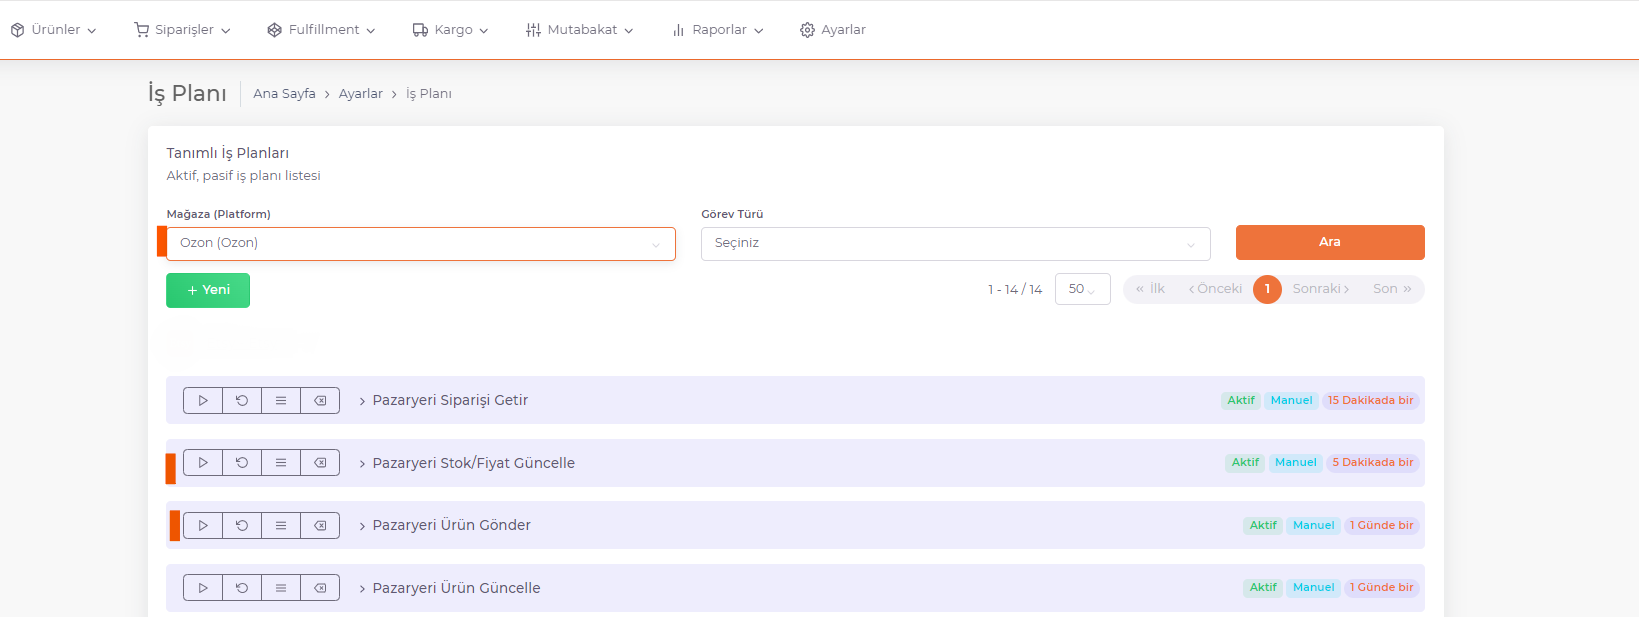 Ürünler Siparişler Fulfillment Kargo Mutabakat Raporlar Ayarlar
İş Planı Ana Sayfa > Ayarlar > İş Planı
Tanımlı İş Planları
Aktif, pasif iş planı listesi
Mağaza (Platform) Görev Türü
Ozon (Ozon) Seçiniz Ara
+ Yeni 1 - 14 / 14 50 « İlk ‹ Önceki 1 Sonraki › Son »
> Pazaryeri Siparişi Getir Aktif Manuel 15 Dakikada bir
> Pazaryeri Stok/Fiyat Güncelle Aktif Manuel 5 Dakikada bir
> Pazaryeri Ürün Gönder Aktif Manuel 1 Günde bir
> Pazaryeri Ürün Güncelle Aktif Manuel 1 Günde bir